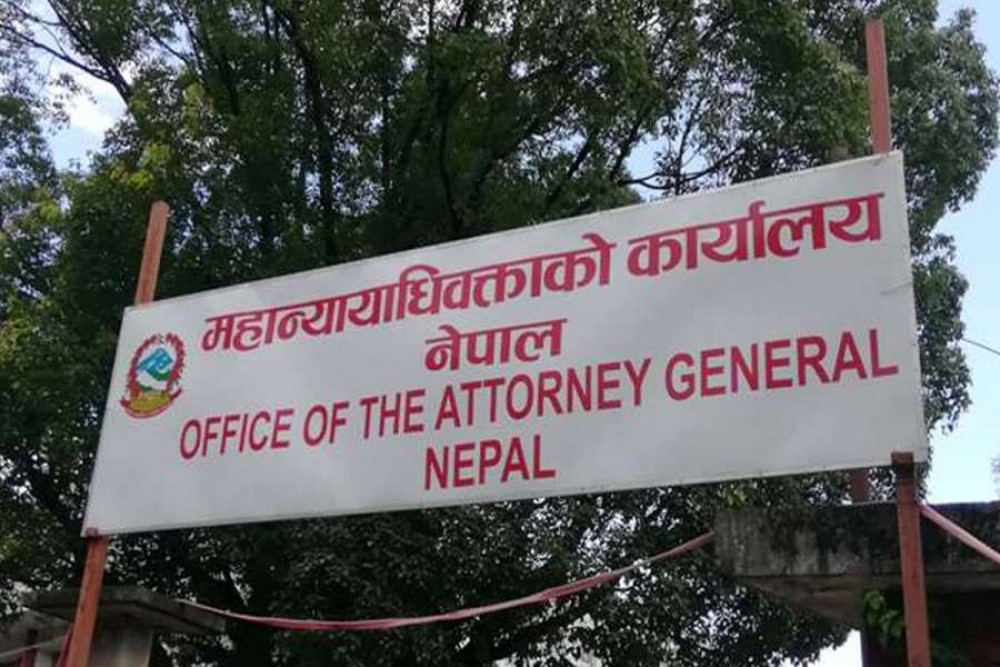 महान्यायाधिवक्ताको कार्यालय
नेपाल
OFFICE OF THE ATTORNEY GENERAL
NEPAL